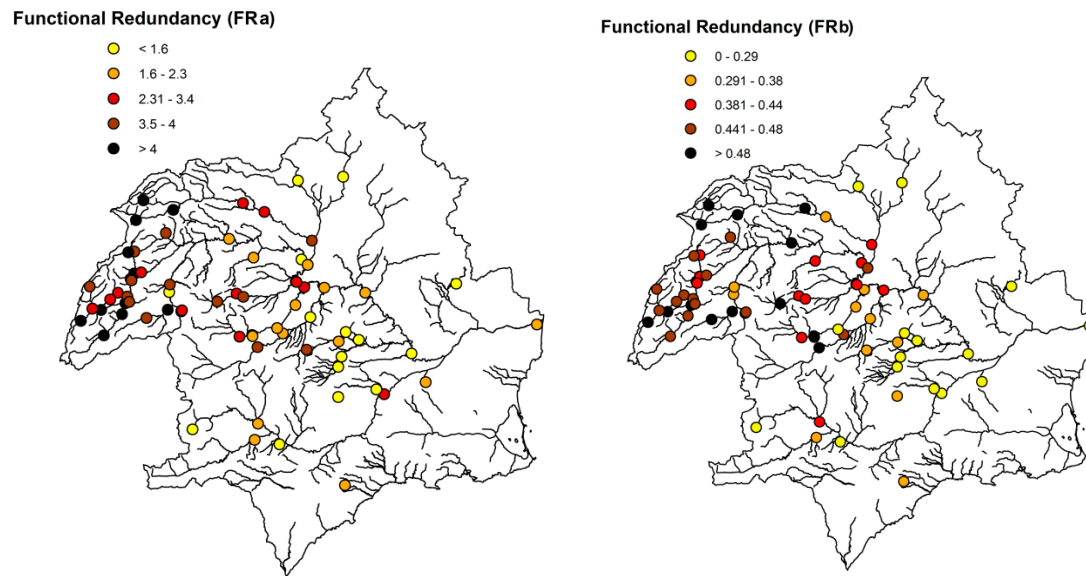 Functional Redundancy (FRa)
< 1.6
1.6 - 2.3
2.31 - 3.4
3.5 - 4
> 4
Functional Redundancy (FRb)
0 - 0.29
0.291 - 0.38
0.381 - 0.44
0.441 - 0.48
> 0.48